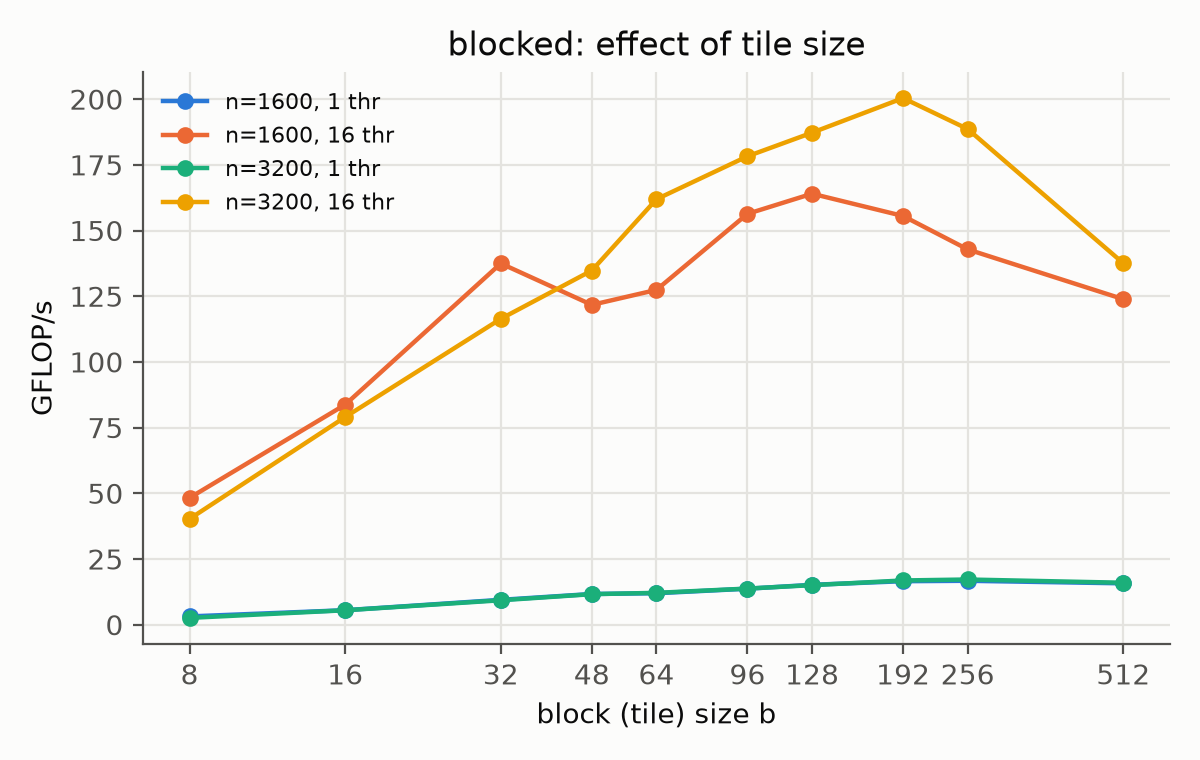 blocked: effect of tile size
n=1600, 1 thr
n=1600, 16 thr
n=3200, 1 thr
n=3200, 16 thr
GFLOP/s
200
175
150
125
100
75
50
25
0
8 16 32 48 64 96 128 192 256 512
block (tile) size b